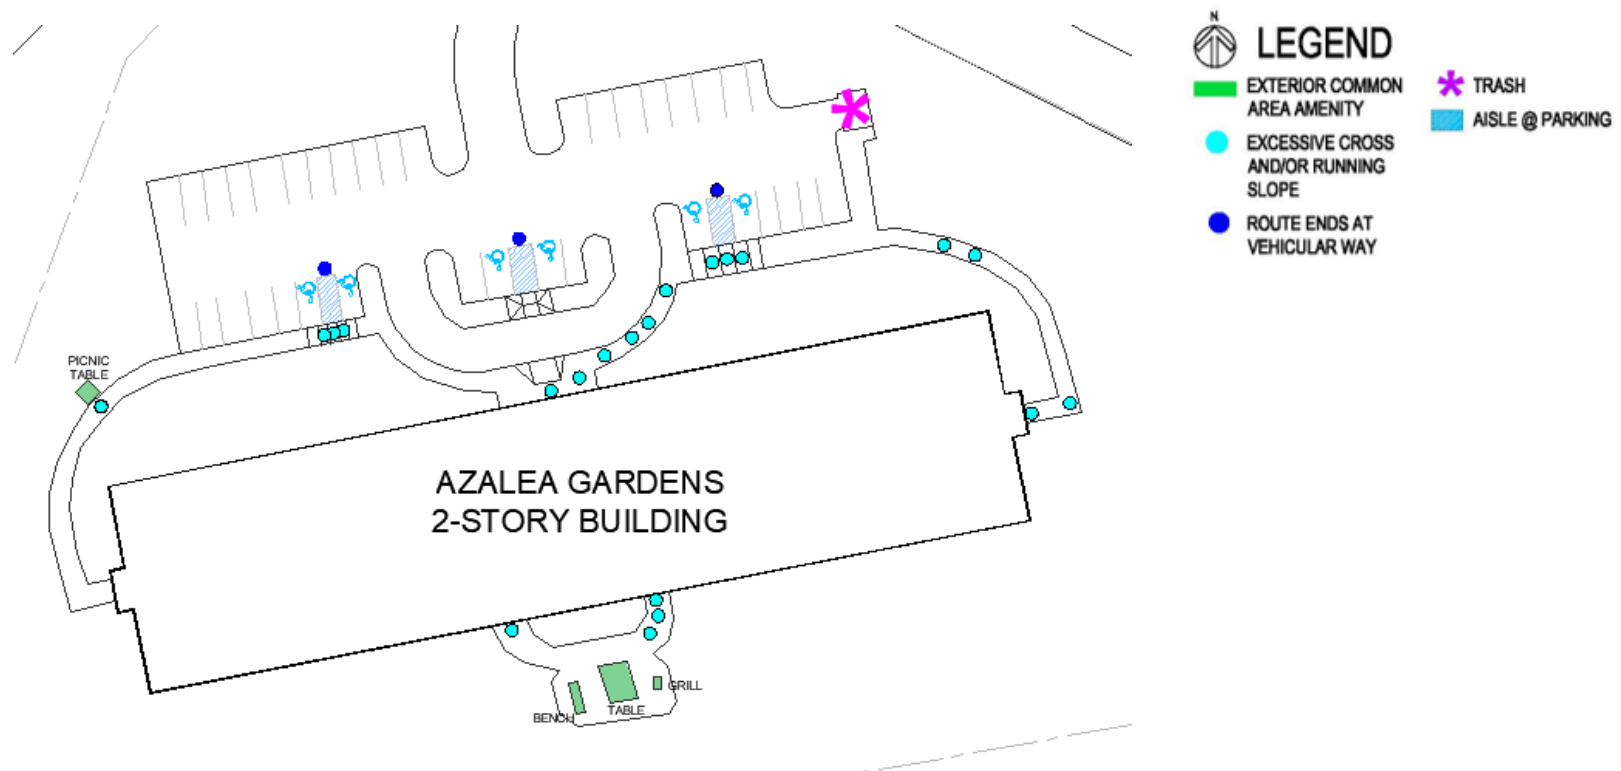 N
LEGEND
EXTERIOR COMMON
AREA AMENITY
EXCESSIVE CROSS
AND/OR RUNNING
SLOPE
ROUTE ENDS AT
VEHICULAR WAY
TRASH
AISLE @ PARKING
PICNIC
TABLE
AZALEA GARDENS
2-STORY BUILDING
BENCH
TABLE
GRILL